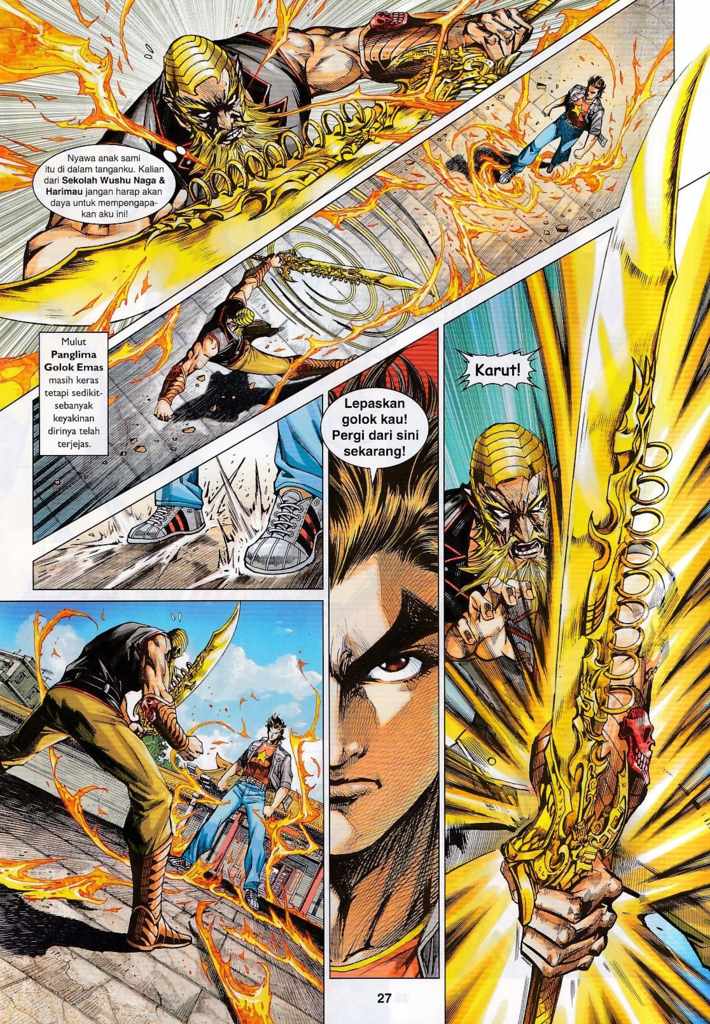 Nyawa anak sami
itu di dalam tanganku. Kalian
dari Sekolah Wushu Naga &
Harimau jangan harap akan
daya untuk mempengapa-
kan aku ini!
Mulut
Panglima
Golok Emas
masih keras
tetapi sedikit-
sebanyak
keyakinan
dirinya telah
terjejas.
Lepaskan
golok kau!
Pergi dari sini
sekarang!
Karut!
27